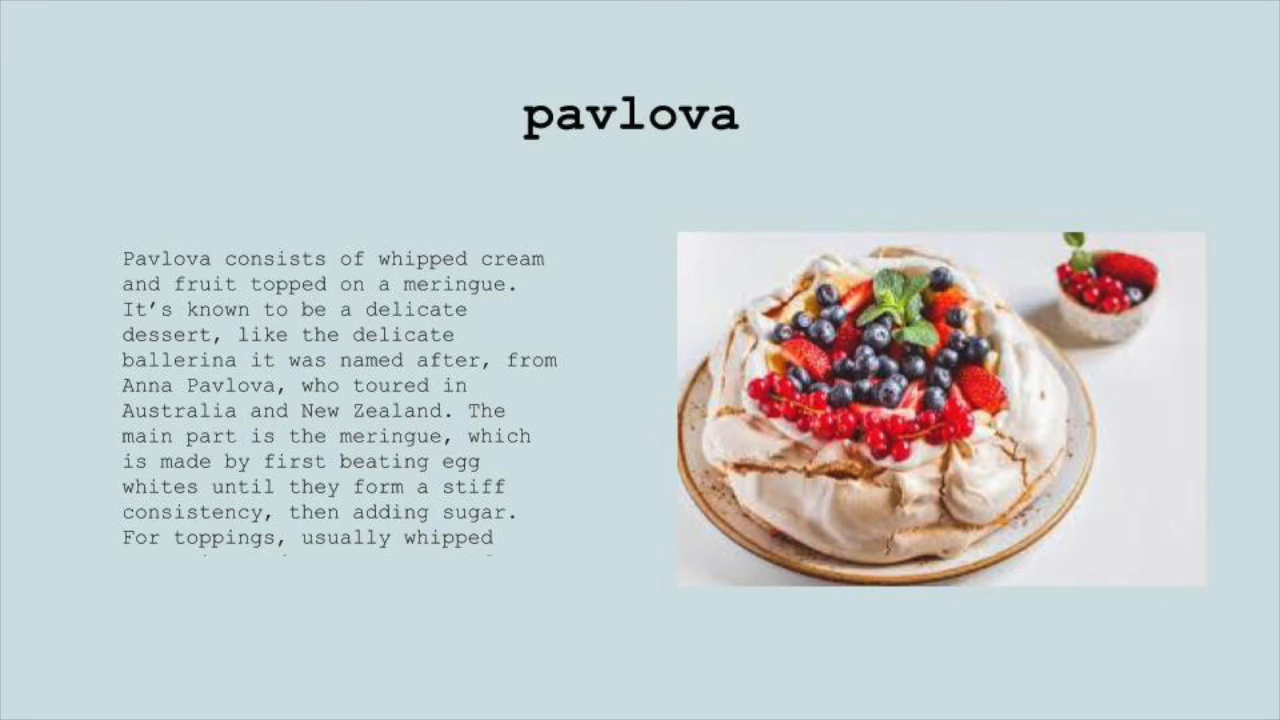 pavlova
Pavlova consists of whipped cream
and fruit topped on a meringue.
It’s known to be a delicate
dessert, like the delicate
ballerina it was named after, from
Anna Pavlova, who toured in
Australia and New Zealand. The
main part is the meringue, which
is made by first beating egg
whites until they form a stiff
consistency, then adding sugar.
For toppings, usually whipped